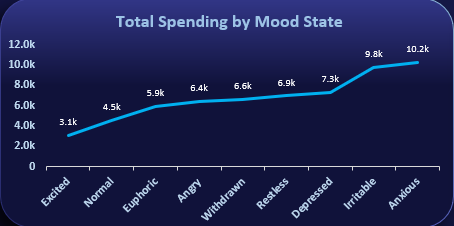 Total Spending by Mood State
12.0k
10.0k
8.0k
6.0k
4.0k
2.0k
0
3.1k
4.5k
5.9k
6.4k
6.6k
6.9k
7.3k
9.8k
10.2k
Excited
Normal
Euphoric
Angry
Withdrawn
Restless
Depressed
Irritable
Anxious